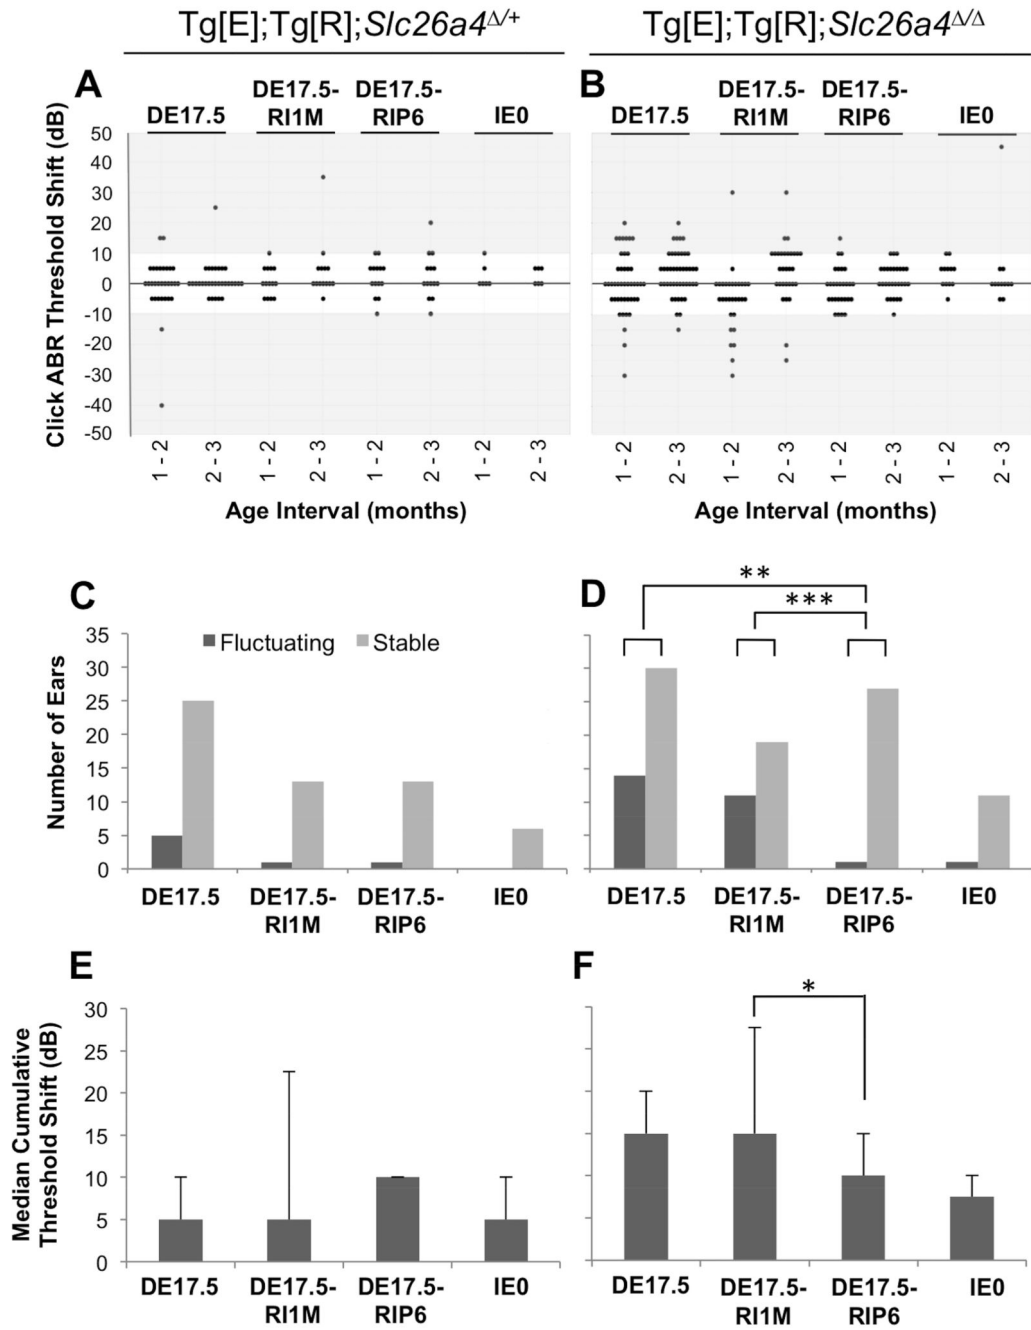 Tg[E];Tg[R];Slc26a4Δ/+
Tg[E];Tg[R];Slc26a4Δ/Δ
A
DE17.5
DE17.5-
RI1M
DE17.5-
RIP6
IE0
B
DE17.5
DE17.5-
RI1M
DE17.5-
RIP6
IE0
Click ABR Threshold Shift (dB)
50
40
30
20
10
0
-10
-20
-30
-40
-50
1 - 2
2 - 3
1 - 2
2 - 3
1 - 2
2 - 3
1 - 2
2 - 3
1 - 2
2 - 3
1 - 2
2 - 3
1 - 2
2 - 3
1 - 2
2 - 3
Age Interval (months)
Age Interval (months)
C
Fluctuating
Stable
Number of Ears
35
30
25
20
15
10
5
0
DE17.5
DE17.5-
RI1M
DE17.5-
RIP6
IE0
D
**
***
DE17.5
DE17.5-
RI1M
DE17.5-
RIP6
IE0
E
Median Cumulative
Threshold Shift (dB)
30
25
20
15
10
5
0
DE17.5
DE17.5-
RI1M
DE17.5-
RIP6
IE0
F
*
DE17.5
DE17.5-
RI1M
DE17.5-
RIP6
IE0